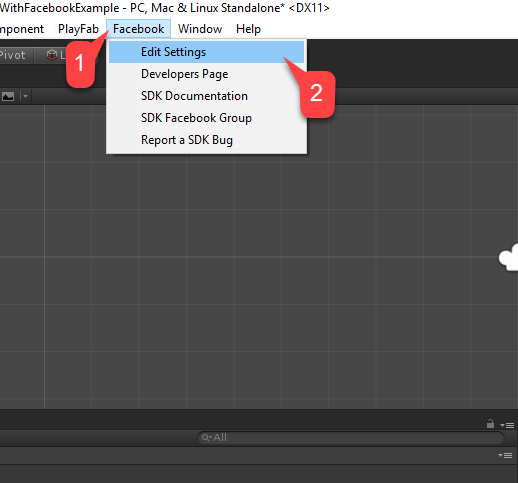 WithFacebookExample - PC, Mac & Linux Standalone* <DX11>
mponent PlayFab Facebook Window Help
Pivot L
1
Edit Settings
2
Developers Page
SDK Documentation
SDK Facebook Group
Report a SDK Bug
All